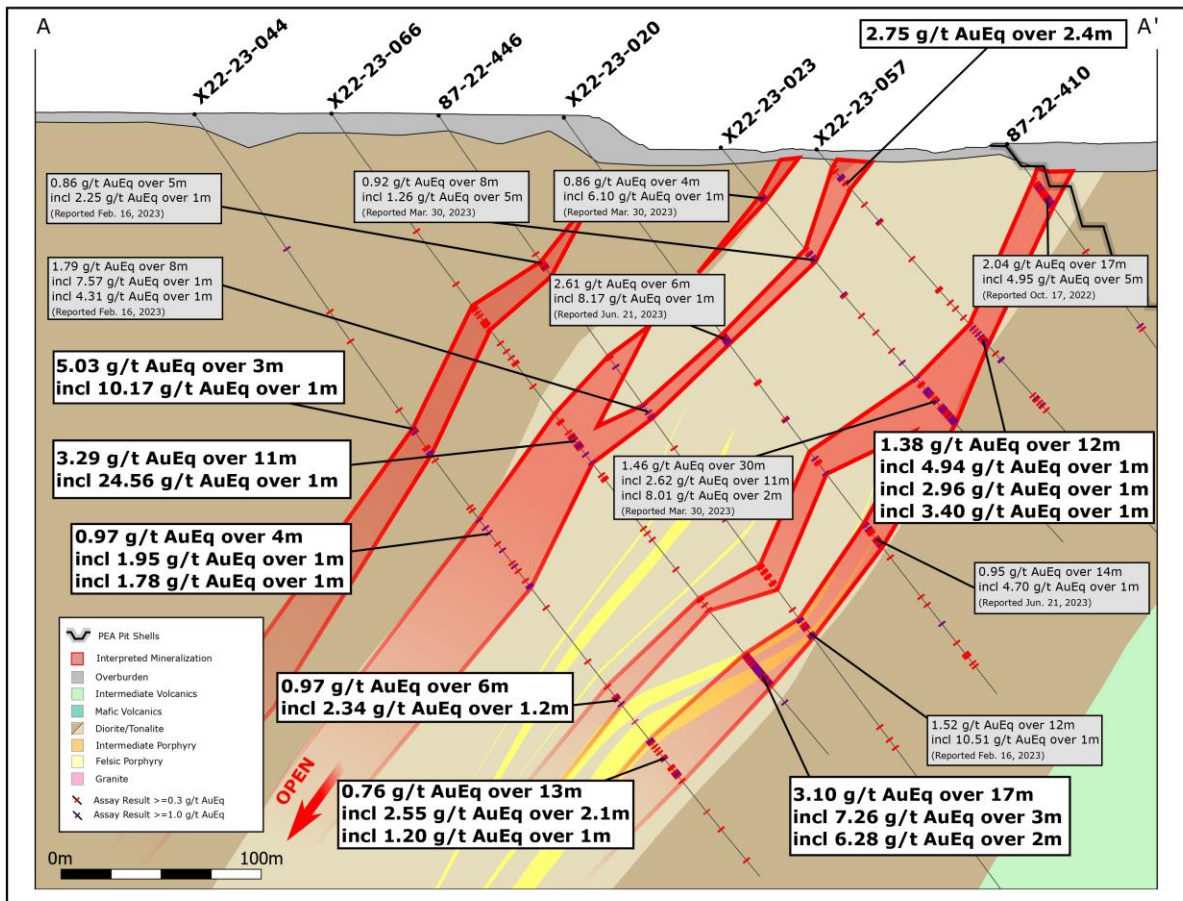 A
A'
X22-23-044
X22-23-066
87-22-446
X22-23-020
X22-23-023
X22-23-057
87-22-410
2.75 g/t AuEq over 2.4m
0.86 g/t AuEq over 5m
incl 2.25 g/t AuEq over 1m
(Reported Feb. 16, 2023)
0.92 g/t AuEq over 8m
incl 1.26 g/t AuEq over 5m
(Reported Mar. 30, 2023)
0.86 g/t AuEq over 4m
incl 6.10 g/t AuEq over 1m
(Reported Mar. 30, 2023)
1.79 g/t AuEq over 8m
incl 7.57 g/t AuEq over 1m
incl 4.31 g/t AuEq over 1m
(Reported Feb. 16, 2023)
2.61 g/t AuEq over 6m
incl 8.17 g/t AuEq over 1m
(Reported Jun. 21, 2023)
2.04 g/t AuEq over 17m
incl 4.95 g/t AuEq over 5m
(Reported Oct. 17, 2022)
5.03 g/t AuEq over 3m
incl 10.17 g/t AuEq over 1m
3.29 g/t AuEq over 11m
incl 24.56 g/t AuEq over 1m
1.46 g/t AuEq over 30m
incl 2.62 g/t AuEq over 11m
incl 8.01 g/t AuEq over 2m
(Reported Mar. 30, 2023)
1.38 g/t AuEq over 12m
incl 4.94 g/t AuEq over 1m
incl 2.96 g/t AuEq over 1m
incl 3.40 g/t AuEq over 1m
0.97 g/t AuEq over 4m
incl 1.95 g/t AuEq over 1m
incl 1.78 g/t AuEq over 1m
0.95 g/t AuEq over 14m
incl 4.70 g/t AuEq over 1m
(Reported Jun. 21, 2023)
PEA Pit Shells
Interpreted Mineralization
Overburden
Intermediate Volcanics
Mafic Volcanics
Diorite/Tonalite
Intermediate Porphyry
Felsic Porphyry
Granite
Assay Result >=0.3 g/t AuEq
Assay Result >=1.0 g/t AuEq
0.97 g/t AuEq over 6m
incl 2.34 g/t AuEq over 1.2m
1.52 g/t AuEq over 12m
incl 10.51 g/t AuEq over 1m
(Reported Feb. 16, 2023)
OPEN
0.76 g/t AuEq over 13m
incl 2.55 g/t AuEq over 2.1m
incl 1.20 g/t AuEq over 1m
3.10 g/t AuEq over 17m
incl 7.26 g/t AuEq over 3m
incl 6.28 g/t AuEq over 2m
0m
100m